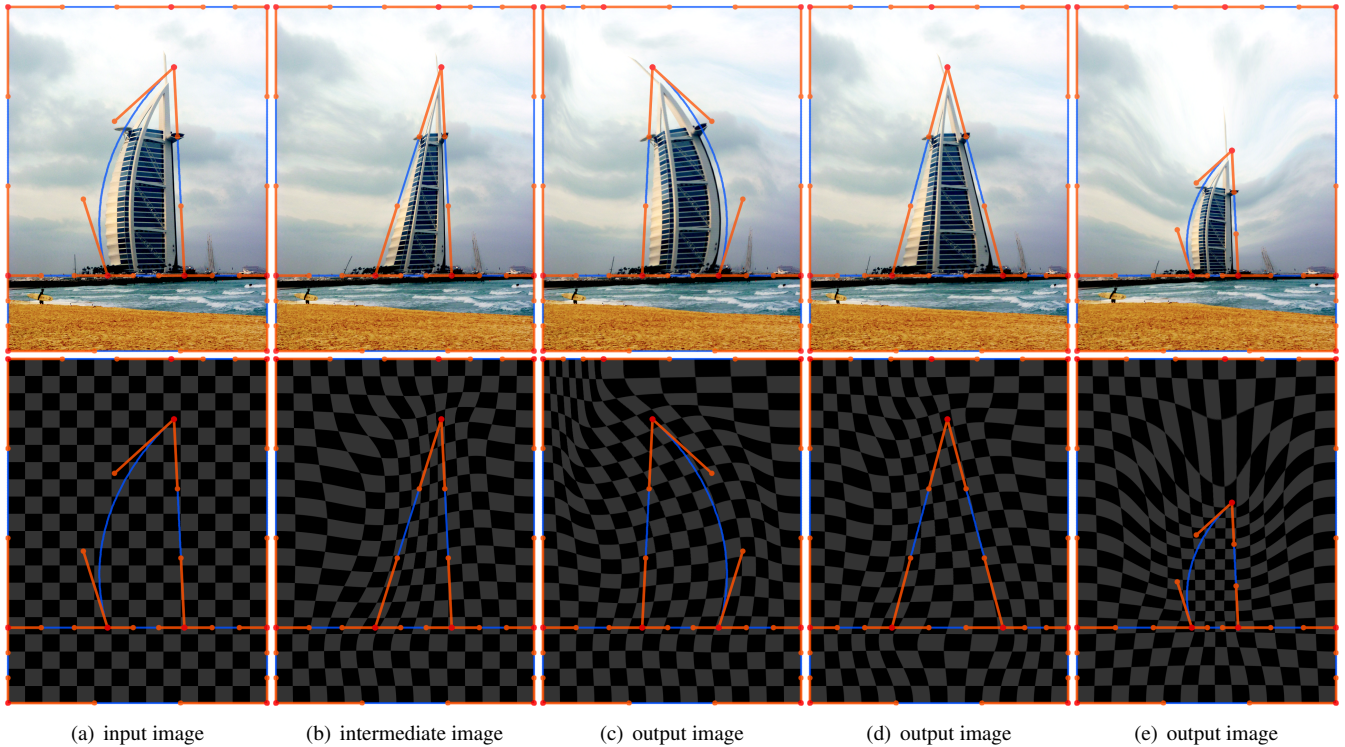 (a) input image
(b) intermediate image
(c) output image
(d) output image
(e) output image